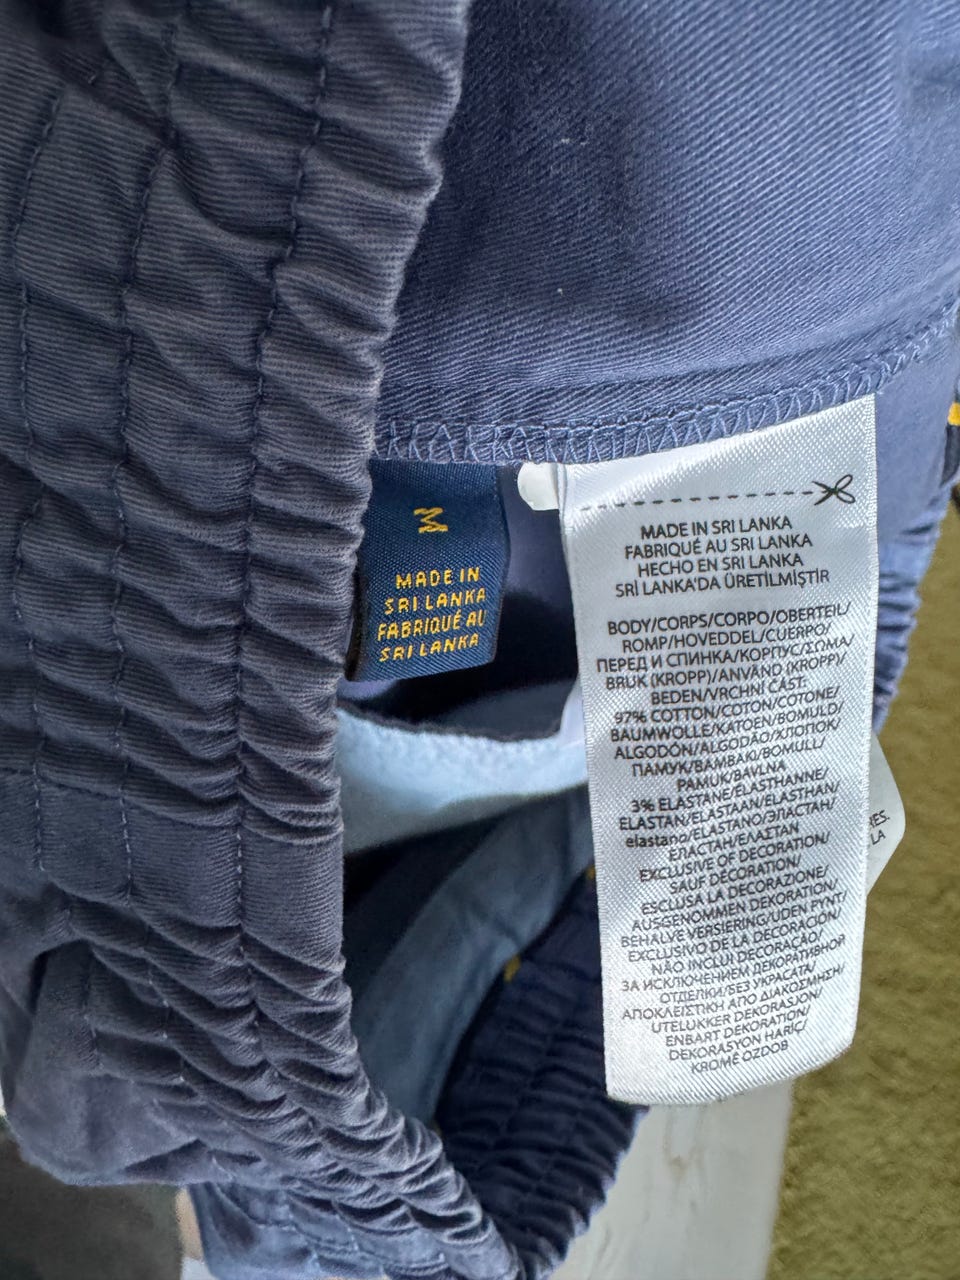 M
MADE IN
SRI LANKA
FABRIQUÉ AU
SRI LANKA
MADE IN SRI LANKA
FABRIQUÉ AU SRI LANKA
HECHO EN SRI LANKA
SRİ LANKA'DA ÜRETİLMİŞTİR
BODY/CORPS/CORPO/OBERTEIL/
ROMP/HOVEDDEL/CUERPO/
ПЕРЕД И СПИНКА/КОРПУС/ΣΩΜΑ/
BRUK (KROPP)/ANVÄND (KROPP)/
BEDEN/VRCHNÍ ČÁST:
97% COTTON/COTON/COTONE/
BAUMWOLLE/KATOEN/BOMULD/
ALGODÓN/ALGODÃO/ХЛОПОК/
ПАМУК/ΒΑΜΒΑΚΙ/BOMULL/
PAMUK/BAVLNA
3% ELASTANE/ELASTHANNE/
ELASTAN/ELASTAAN/ELASTHAN/
elastano/ELASTANO/ЭЛАСТАН/
ЕЛАСТАН/ΕΛΑΣΤΑΝ
EXCLUSIVE OF DECORATION/
SAUF DÉCORATION/
ESCLUSA LA DECORAZIONE/
AUSGENOMMEN DEKORATION/
BEHALVE VERSIERING/UDEN PYNT/
EXCLUSIVO DE LA DECORACIÓN/
NÃO INCLUI DECORAÇÃO/
ЗА ИСКЛЮЧЕНИЕМ ДЕКОРАТИВНОЙ
ОТДЕЛКИ/БЕЗ УКРАСАТА/
ΑΠΟΚΛΕΙΣΤΙΚΗ ΑΠΟ ΔΙΑΚΟΣΜΗΣΗ/
UTELUKKER DEKORASJON/
ENBART DEKORATION/
DEKORASYON HARİÇ/
KROMĚ OZDOB
LA